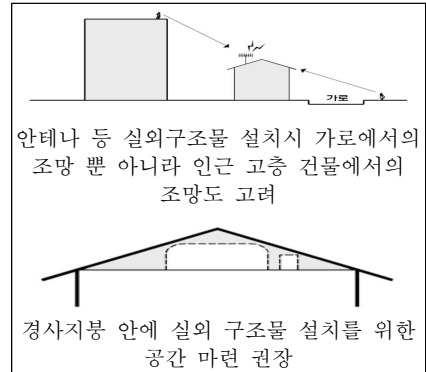 가로
안테나 등 실외구조물 설치시 가로에서의
조망 뿐 아니라 인근 고층 건물에서의
조망도 고려
경사지붕 안에 실외 구조물 설치를 위한
공간 마련 권장